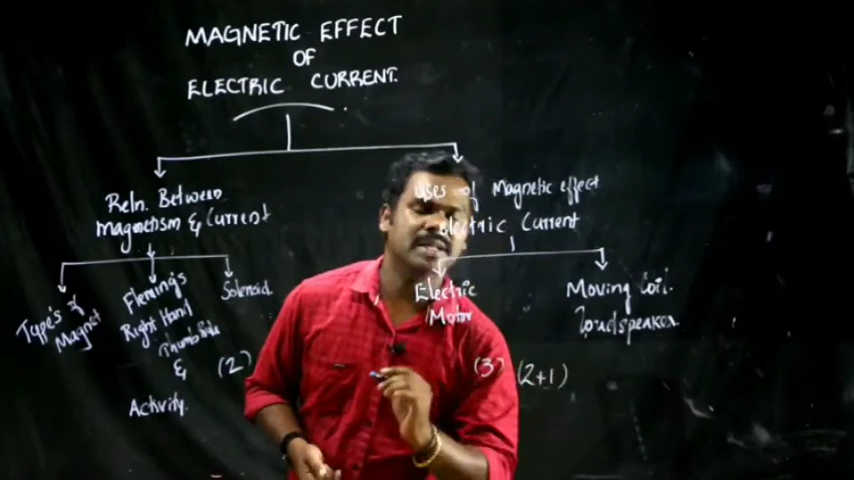 MAGNETIC EFFECT
OF
ELECTRIC CURRENT.
Reln. Between
magnetism & Current
Type's of
Magnet
Fleming's
Right Hand
Thumb Rule
&
Activity.
Solenoid.
(2)
uses of Magnetic effect
electric Current
Electric
Motor
(3) (2+1)
Moving Coil.
loudspeaker.